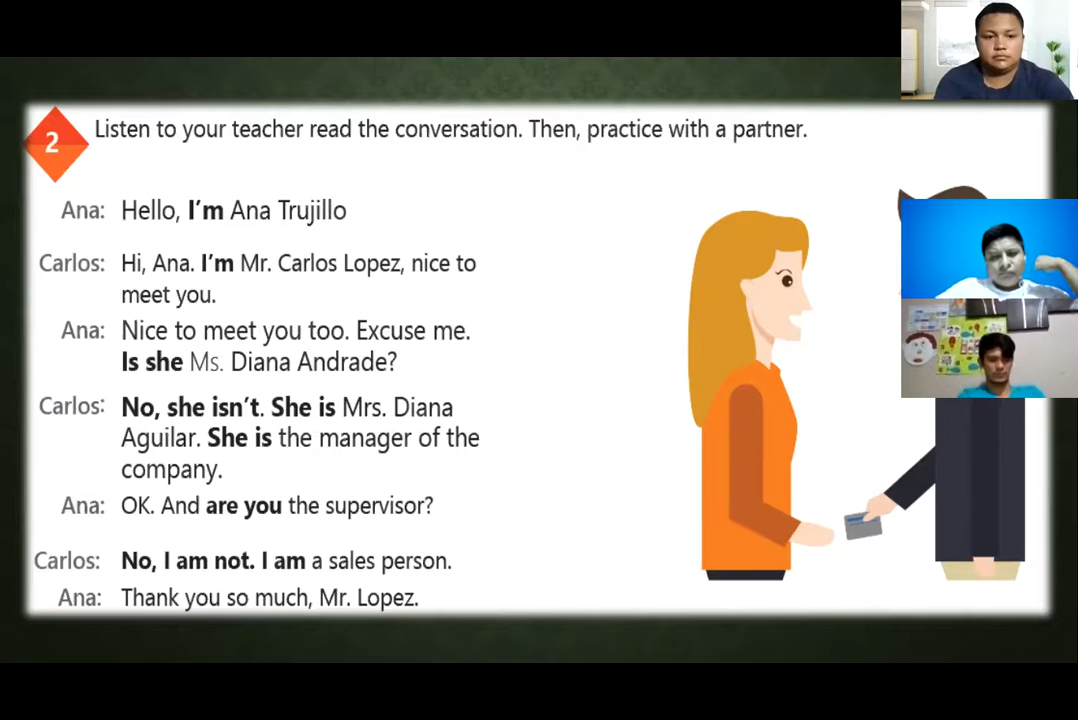 2
Listen to your teacher read the conversation. Then, practice with a partner.
Ana: Hello, I'm Ana Trujillo
Carlos: Hi, Ana. I'm Mr. Carlos Lopez, nice to
meet you.
Ana: Nice to meet you too. Excuse me.
Is she Ms. Diana Andrade?
Carlos: No, she isn't. She is Mrs. Diana
Aguilar. She is the manager of the
company.
Ana: OK. And are you the supervisor?
Carlos: No, I am not. I am a sales person.
Ana: Thank you so much, Mr. Lopez.